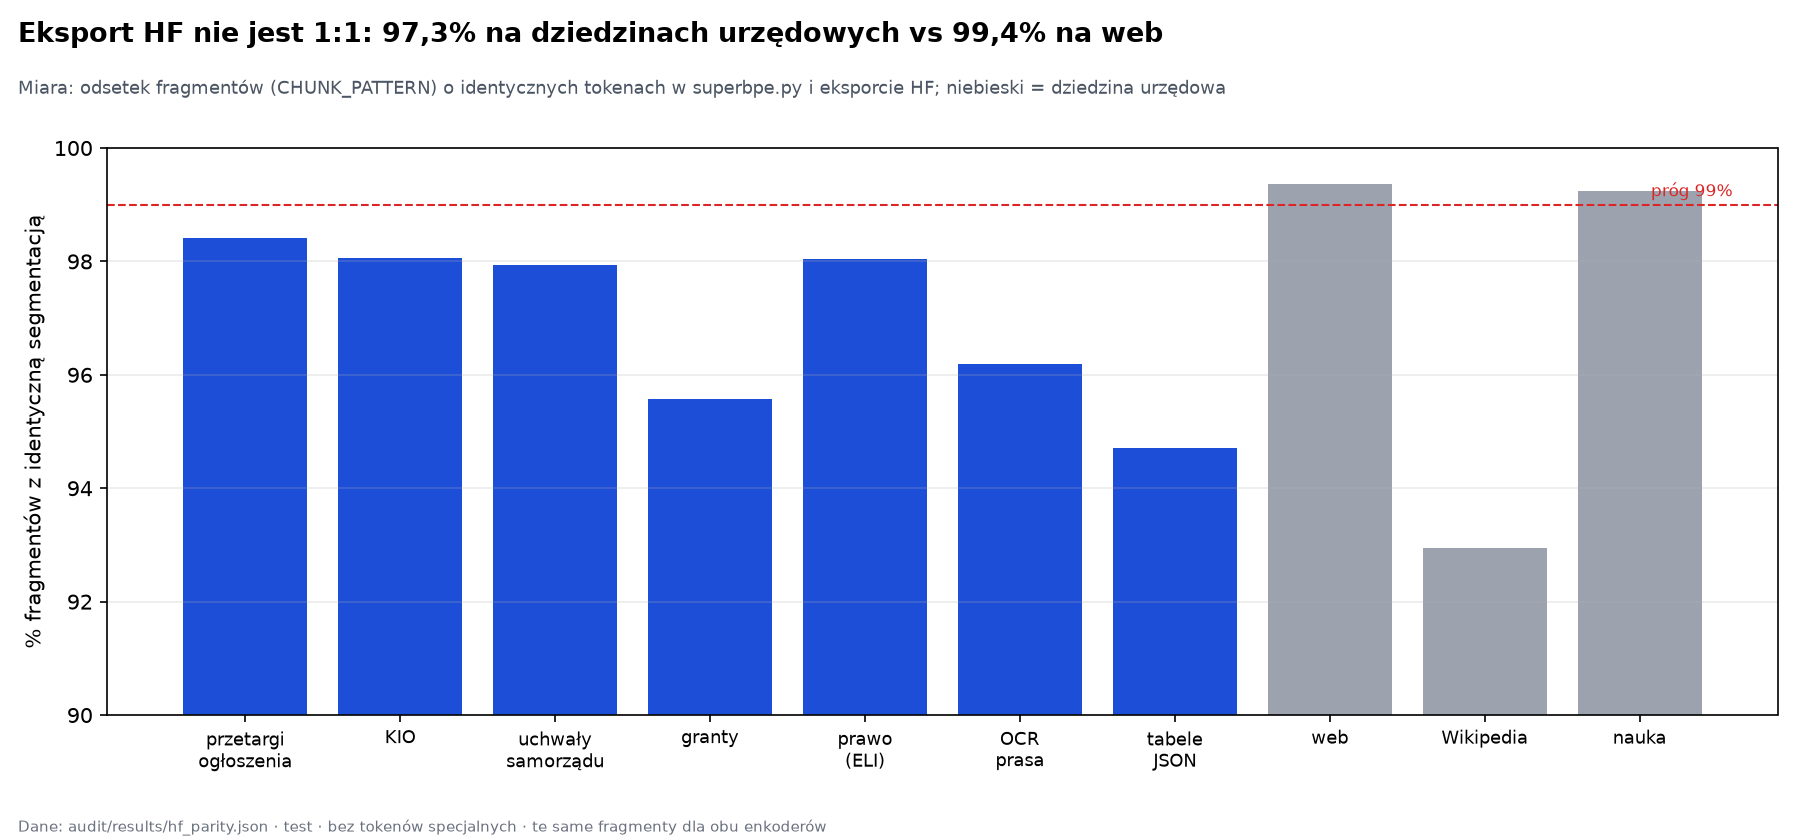 Eksport HF nie jest 1:1: 97,3% na dziedzinach urzędowych vs 99,4% na web
Miara: odsetek fragmentów (CHUNK_PATTERN) o identycznych tokenach w superbpe.py i eksporcie HF; niebieski = dziedzina urzędowa
% fragmentów z identyczną segmentacją
100
98
96
94
92
90
próg 99%
przetargi
ogłoszenia
KIO
uchwały
samorządu
granty
prawo
(ELI)
OCR
prasa
tabele
JSON
web
Wikipedia
nauka
Dane: audit/results/hf_parity.json · test · bez tokenów specjalnych · te same fragmenty dla obu enkoderów